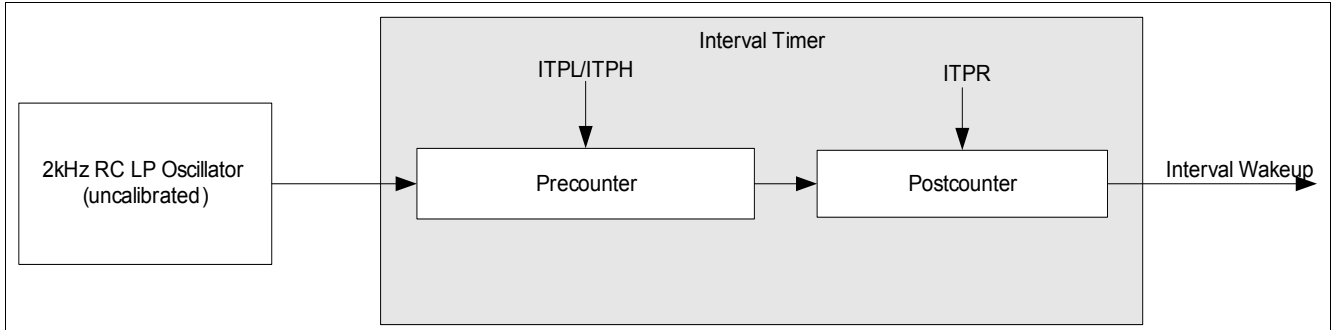 Interval Timer
ITPL/ITPH
ITPR
2kHz RC LP Oscillator
(uncalibrated)
Precounter
Postcounter
Interval Wakeup